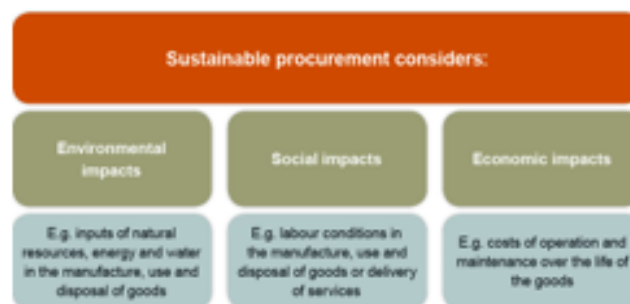 Sustainable procurement considers:
Environmental
impacts
Social impacts
Economic impacts
E.g. inputs of natural
resources, energy and water
in the manufacture, use and
disposal of goods
E.g. labour conditions in
the manufacture, use and
disposal of goods or delivery
of services
E.g. costs of operation and
maintenance over the life of
the goods